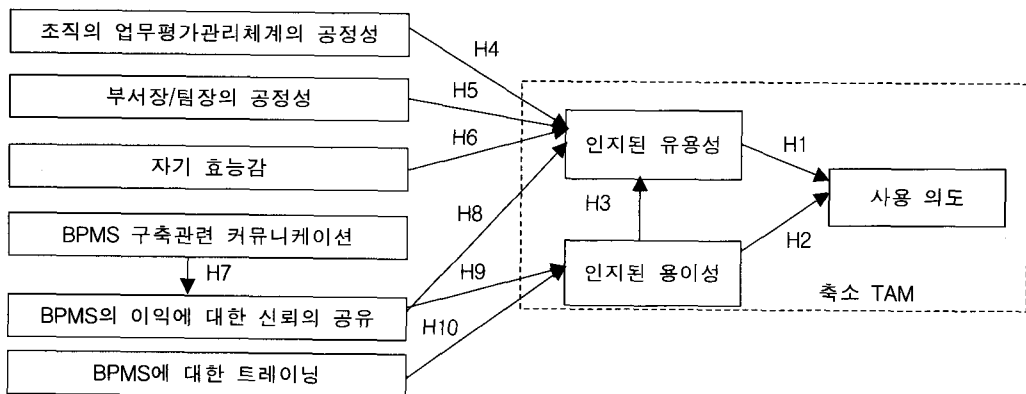 조직의 업무평가관리체계의 공정성
H4
부서장/팀장의 공정성
H5
H6
자기 효능감
인지된 유용성
H1
사용 의도
H3
H8
BPMS 구축관련 커뮤니케이션
H7
H9
인지된 용이성
H2
축소 TAM
BPMS의 이익에 대한 신뢰의 공유
H10
BPMS에 대한 트레이닝